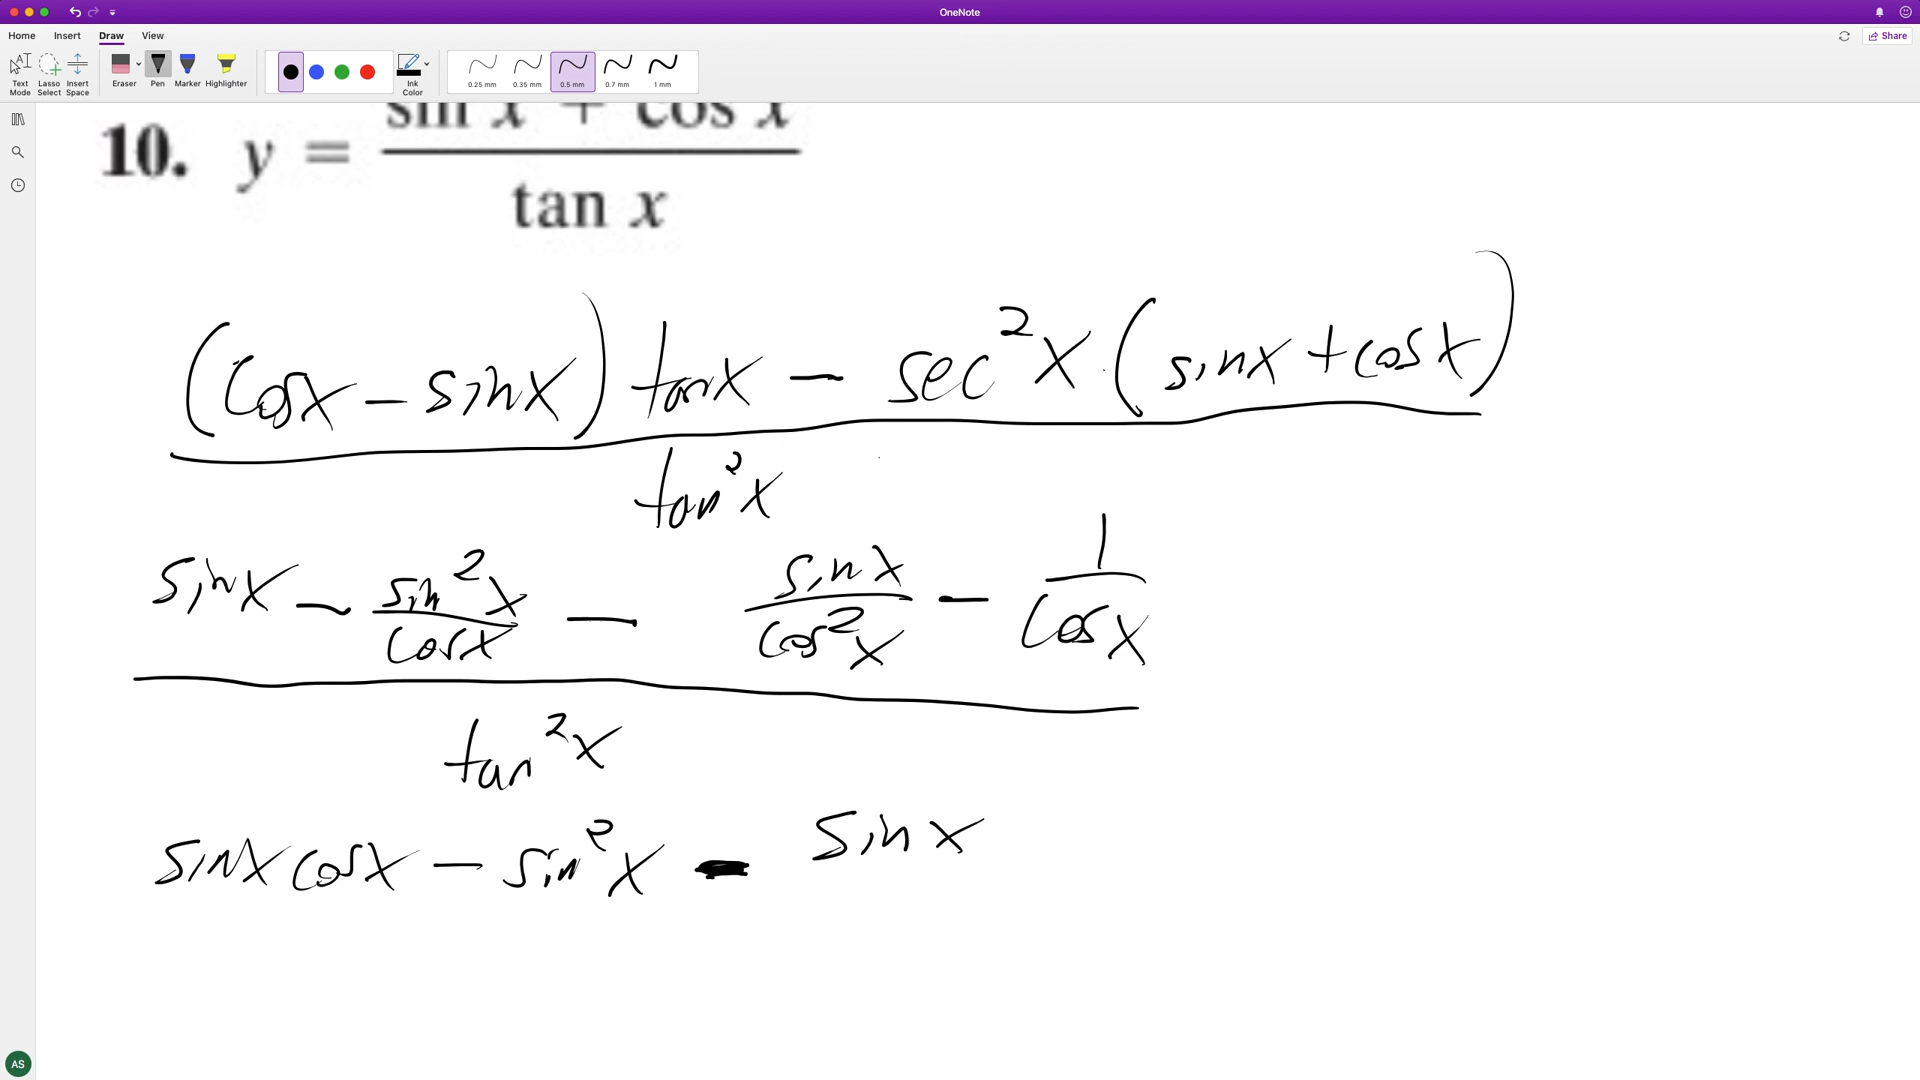 OneNote
Home Insert Draw View
Share
Text Mode
Lasso Select
Insert Space
Eraser
Pen
Marker
Highlighter
Ink Color
0.25 mm
0.35 mm
0.5 mm
0.7 mm
1 mm
sin x + cos x
10. y =
tan x
(cosx − sinx) tanx − sec²x · (sinx + cosx)
tan²x
sinx − sin²x/cosx − sinx/cos²x − 1/cosx
tan²x
sinx cosx − sin²x − sinx
AS